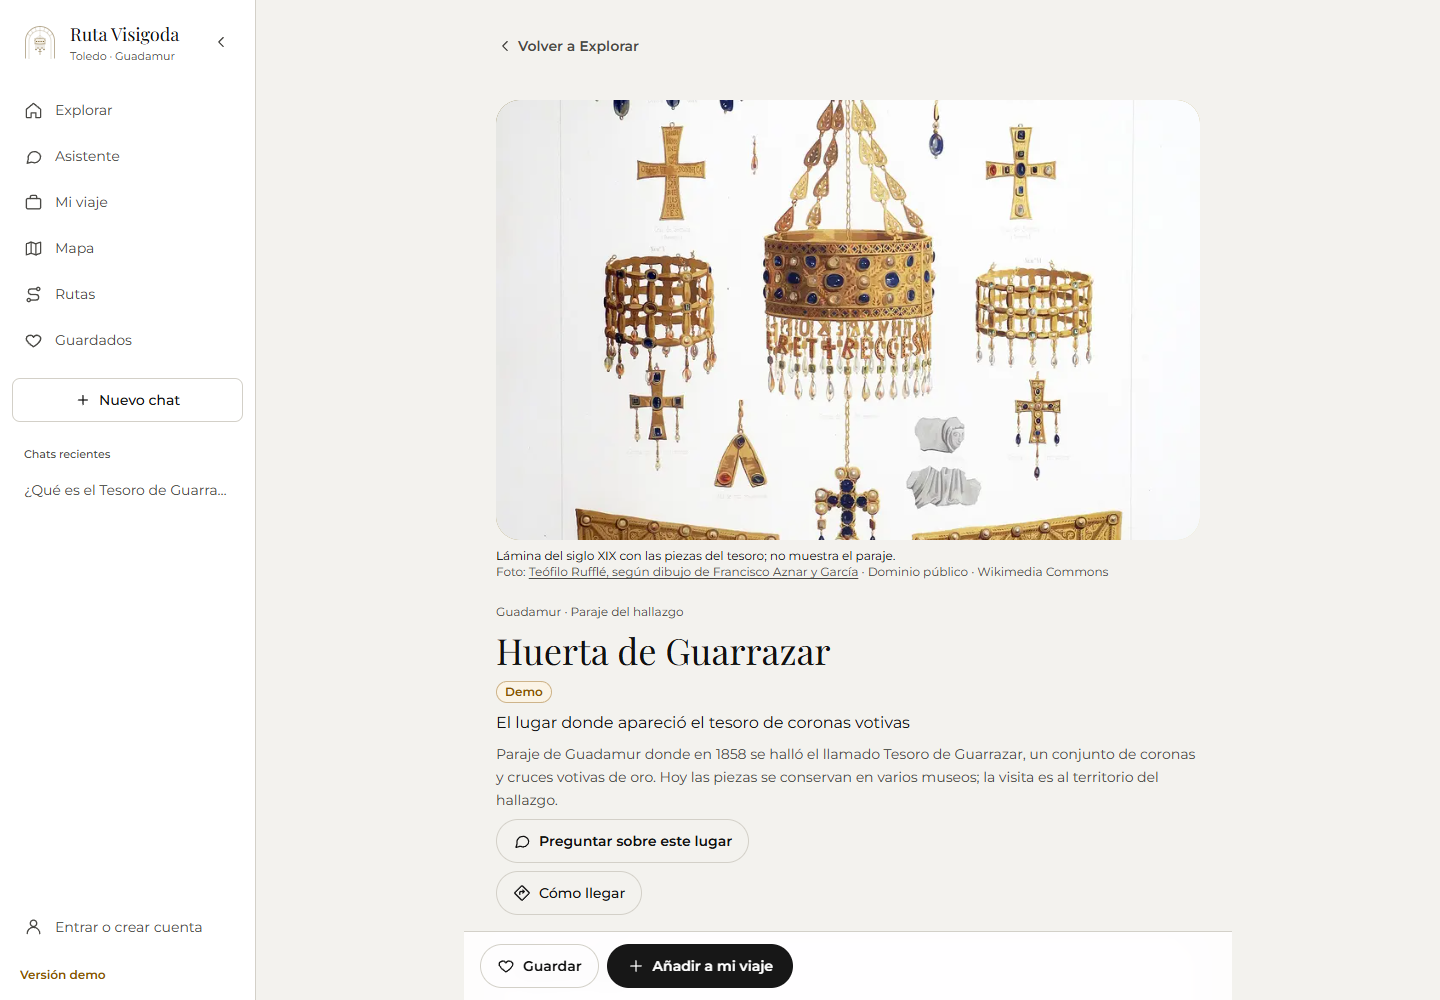 Ruta Visigoda
Toledo · Guadamur
Explorar
Asistente
Mi viaje
Mapa
Rutas
Guardados
Nuevo chat
Chats recientes
¿Qué es el Tesoro de Guarra...
Entrar o crear cuenta
Versión demo
Volver a Explorar
Lámina del siglo XIX con las piezas del tesoro; no muestra el paraje.
Foto: Teófilo Rufflé, según dibujo de Francisco Aznar y García · Dominio público · Wikimedia Commons
Guadamur · Paraje del hallazgo
Huerta de Guarrazar
Demo
El lugar donde apareció el tesoro de coronas votivas
Paraje de Guadamur donde en 1858 se halló el llamado Tesoro de Guarrazar, un conjunto de coronas
y cruces votivas de oro. Hoy las piezas se conservan en varios museos; la visita es al territorio del
hallazgo.
Preguntar sobre este lugar
Cómo llegar
Guardar
Añadir a mi viaje